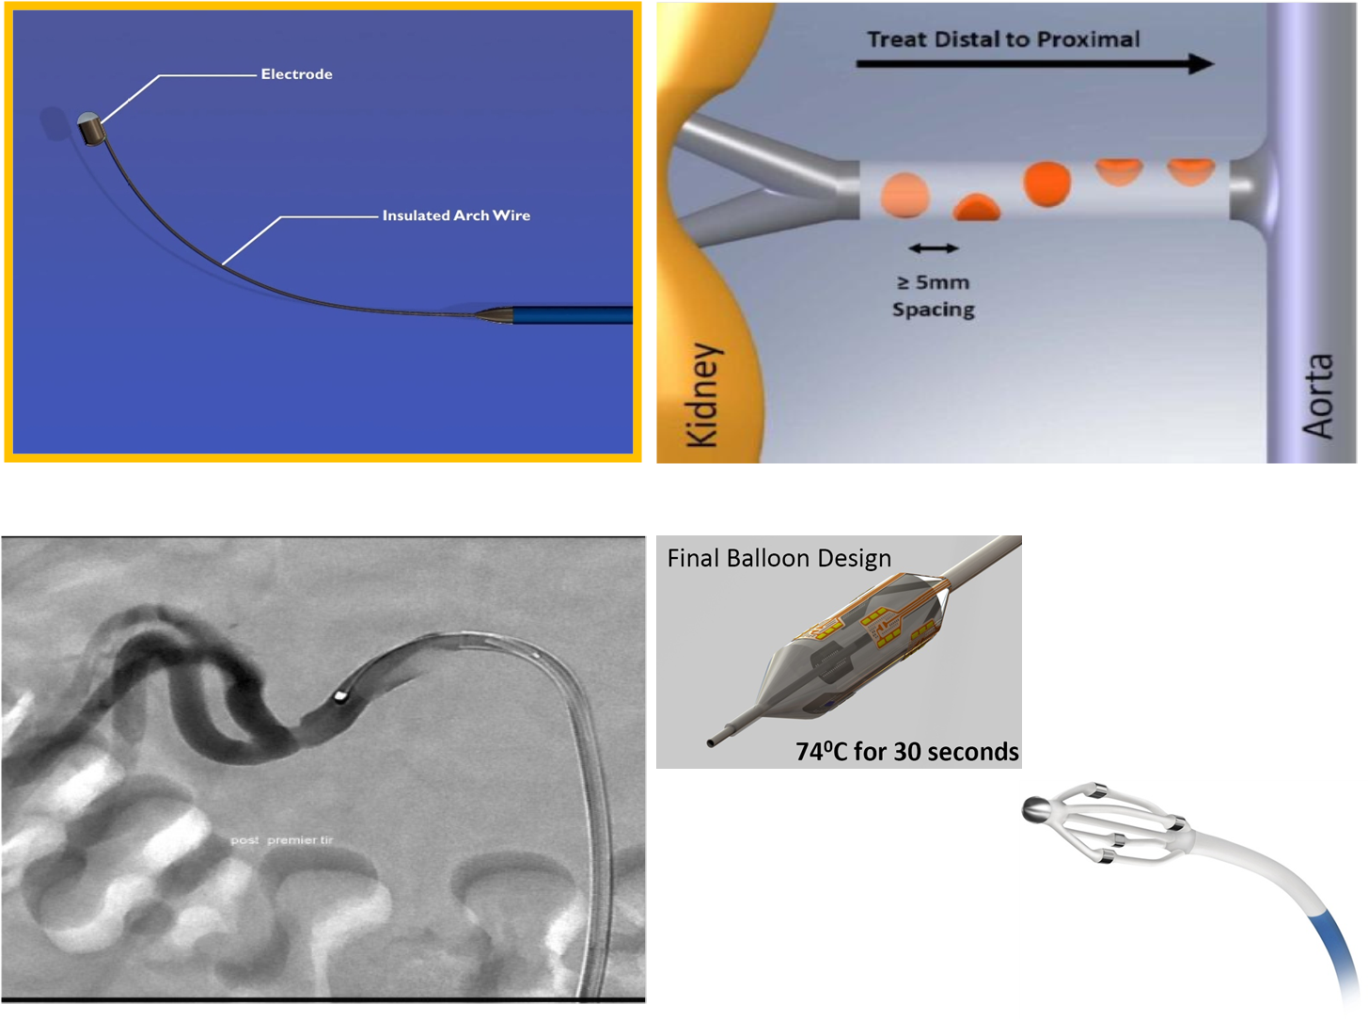 Electrode
Insulated Arch Wire
Treat Distal to Proximal
≥ 5mm
Spacing
Kidney
Aorta
post premier tir
Final Balloon Design
74⁰C for 30 seconds